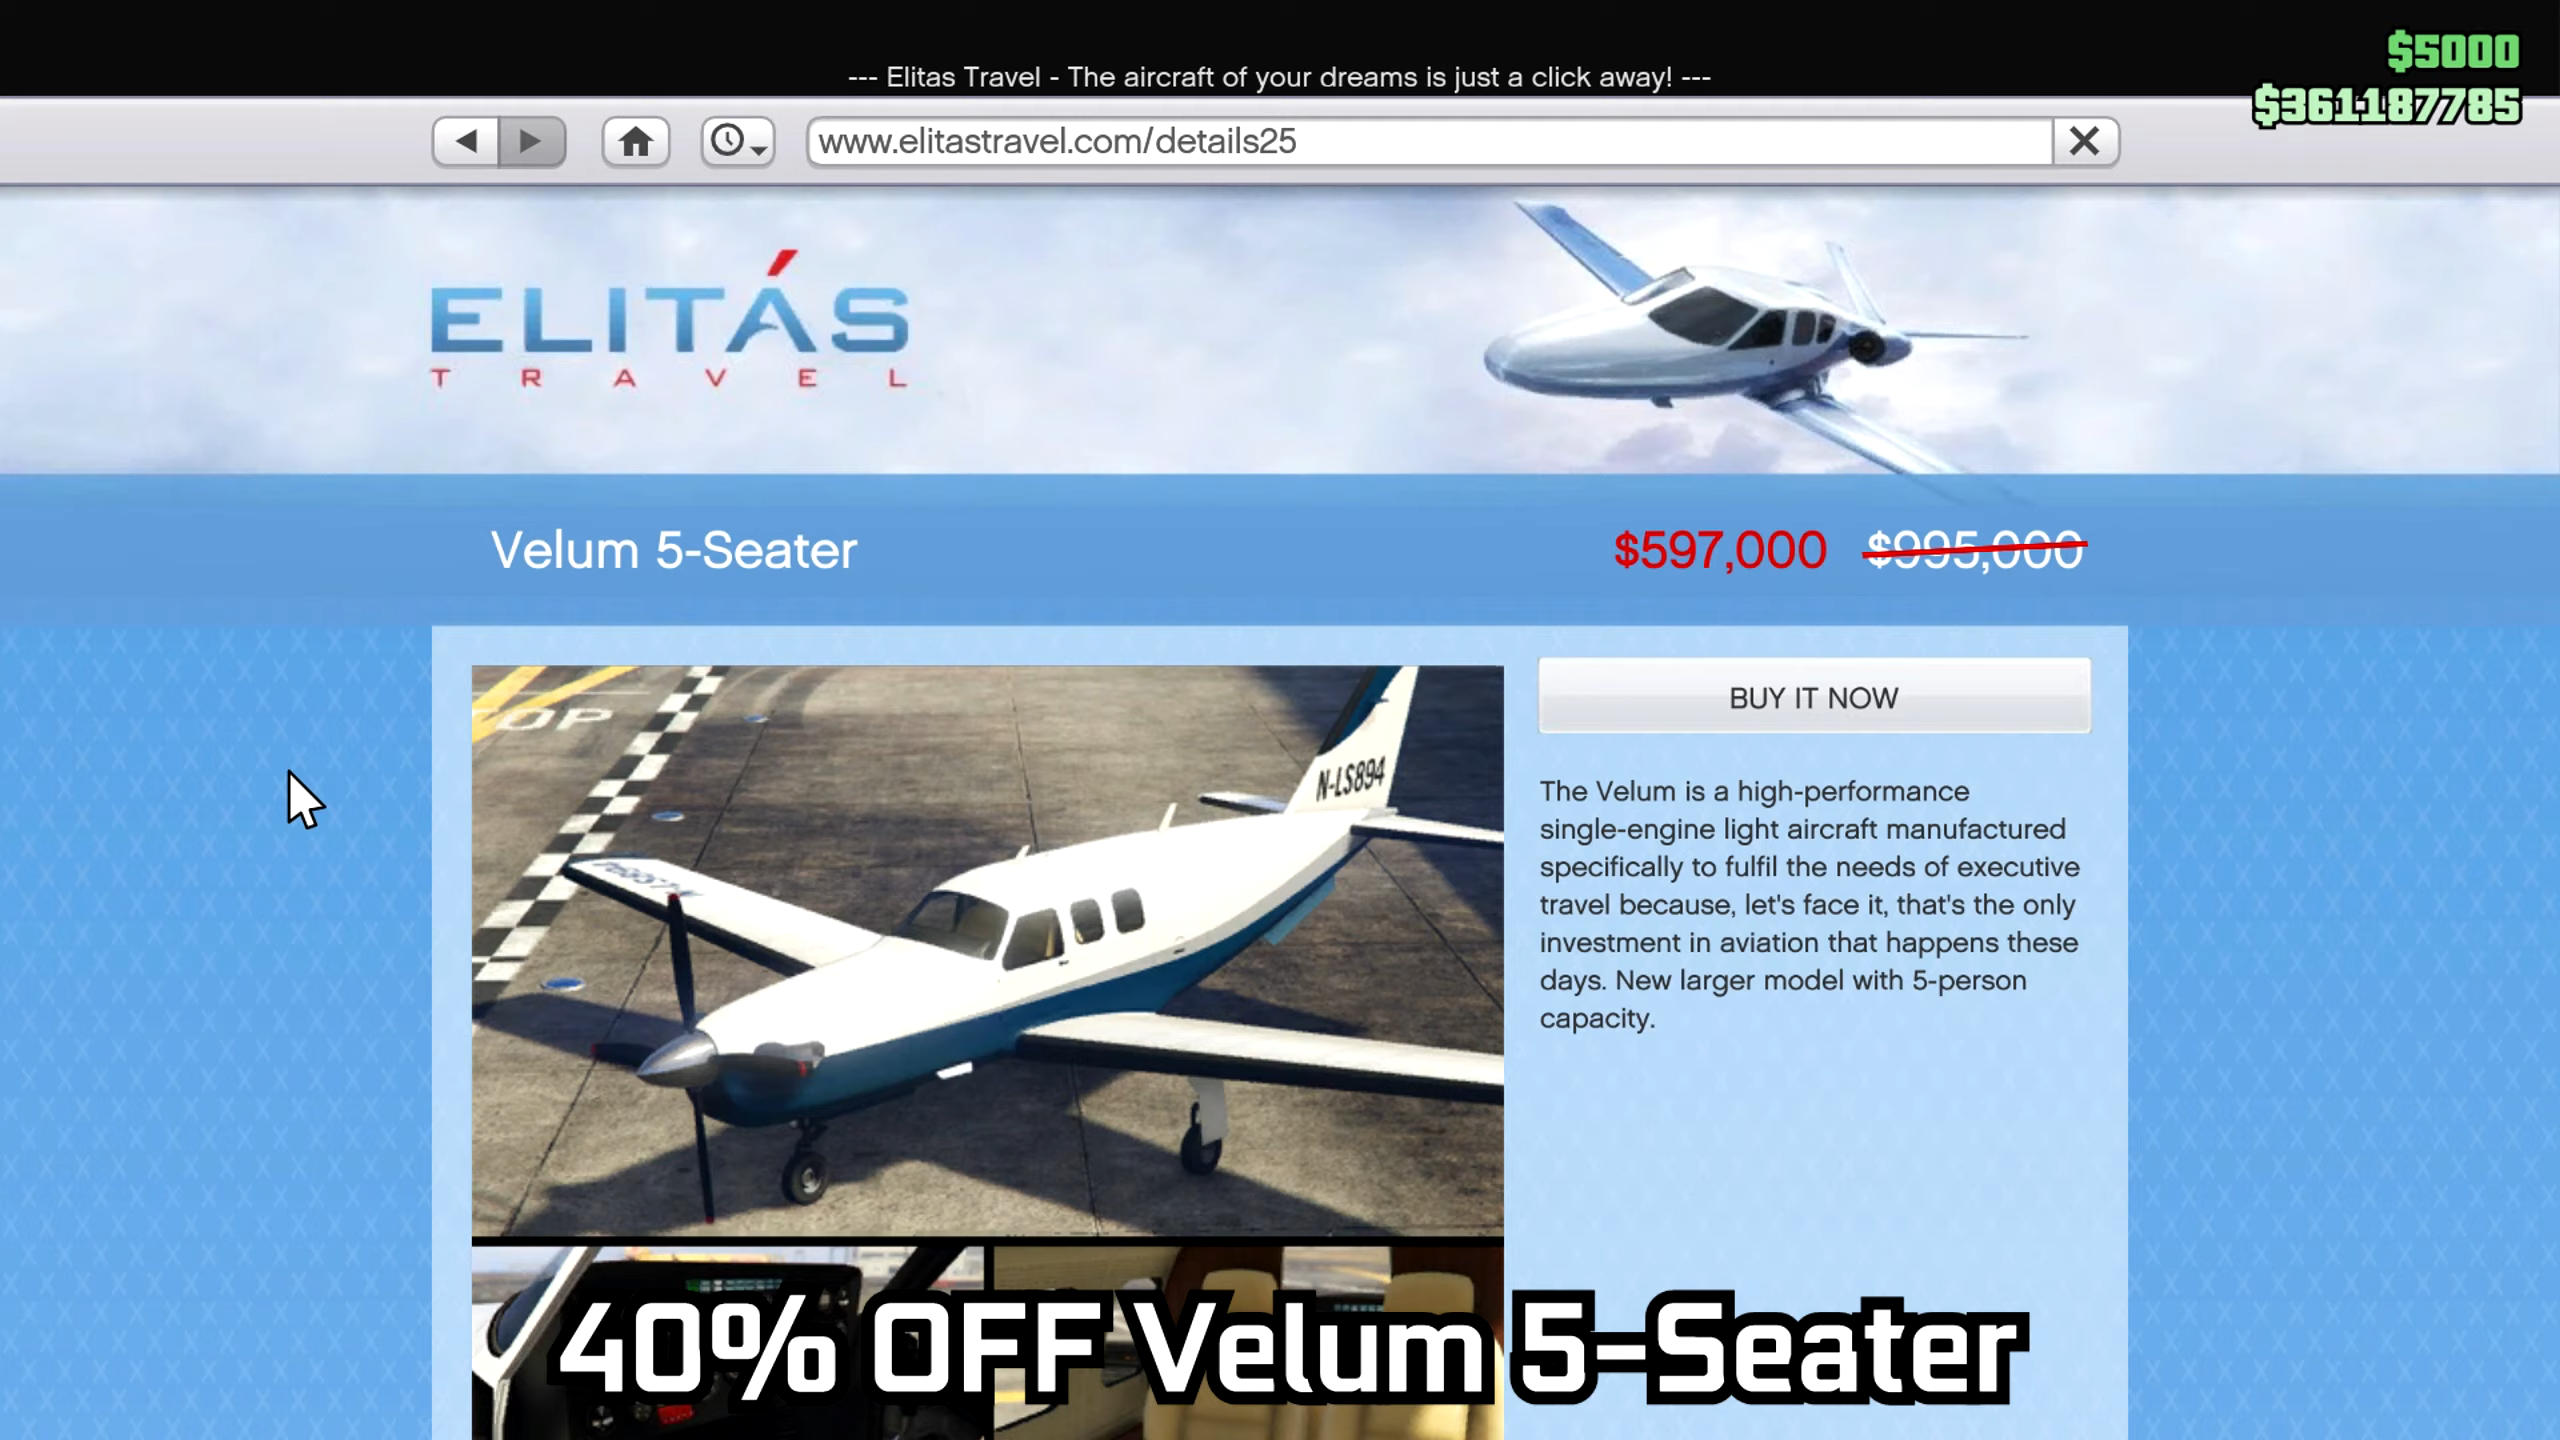 $5000
--- Elitas Travel - The aircraft of your dreams is just a click away! ---
$361187785
www.elitastravel.com/details25
ELITÁS
TRAVEL
Velum 5-Seater
$597,000 $995,000
BUY IT NOW
TOP
N-LS894
The Velum is a high-performance
single-engine light aircraft manufactured
specifically to fulfil the needs of executive
travel because, let's face it, that's the only
investment in aviation that happens these
days. New larger model with 5-person
capacity.
N-LS894
40% OFF Velum 5-Seater